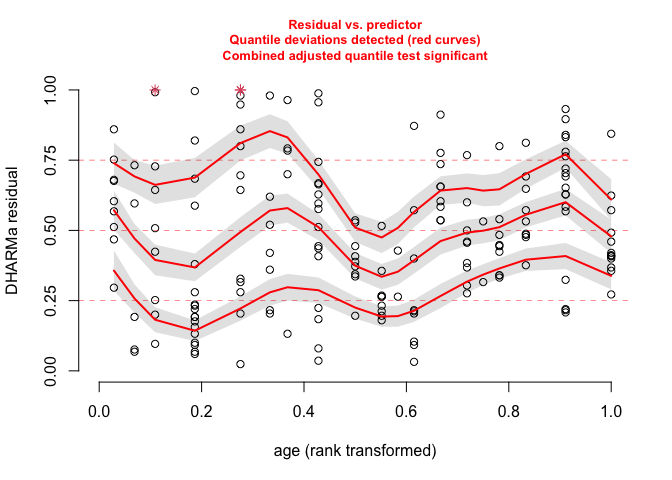 Residual vs. predictor
Quantile deviations detected (red curves)
Combined adjusted quantile test significant
DHARMa residual
1.00
0.75
0.50
0.25
0.00
0.0 0.2 0.4 0.6 0.8 1.0
age (rank transformed)